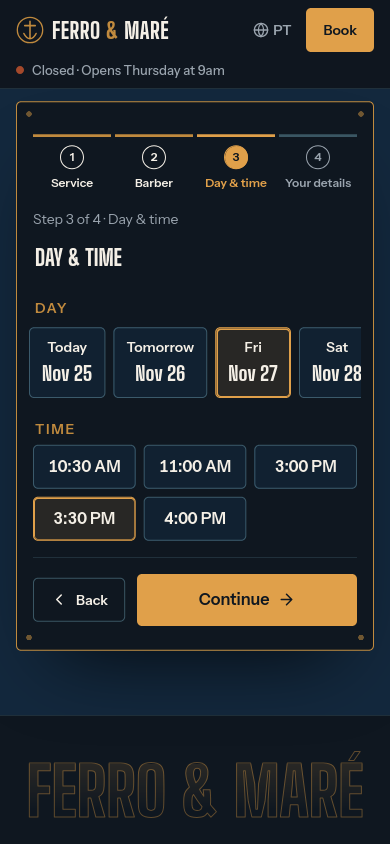 FERRO & MARÉ
PT
Book
Closed · Opens Thursday at 9am
1
2
3
4
Service
Barber
Day & time
Your details
Step 3 of 4 · Day & time
DAY & TIME
DAY
Today
Tomorrow
Fri
Sat
Nov 25
Nov 26
Nov 27
Nov 28
TIME
10:30 AM
11:00 AM
3:00 PM
3:30 PM
4:00 PM
Back
Continue
FERRO & MARÉ